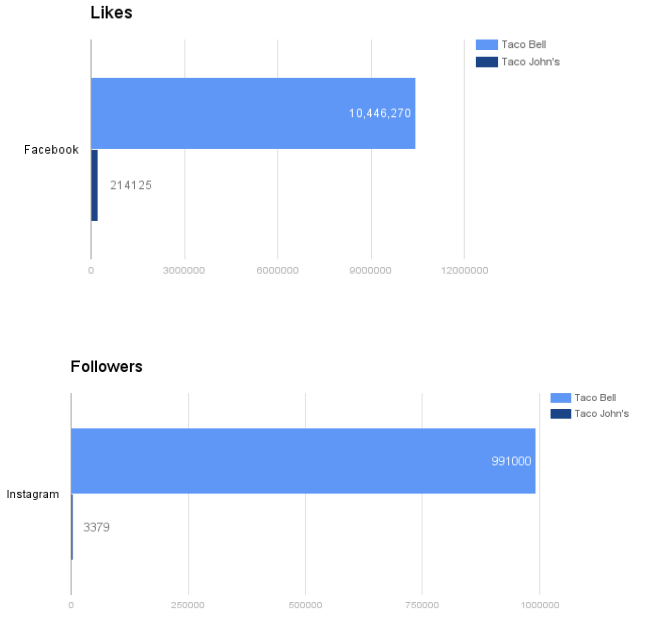 Likes
Taco Bell
Taco John's
10,446,270
Facebook
214125
0 3000000 6000000 9000000 12000000
Followers
Taco Bell
Taco John's
991000
Instagram
3379
0 250000 500000 750000 1000000